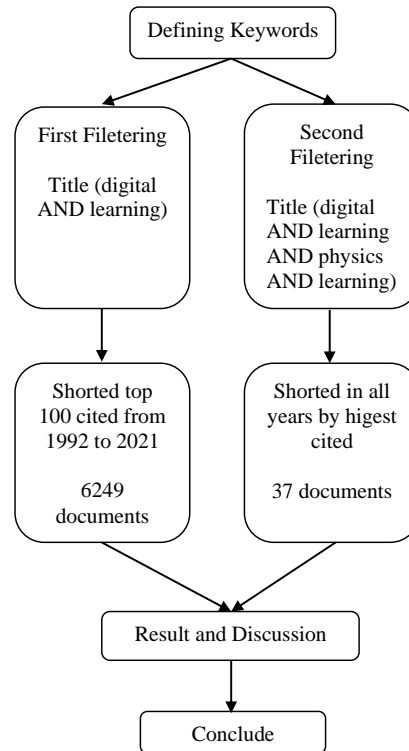 Defining Keywords
First Filetering
Title (digital
AND learning)
Second
Filetering
Title (digital
AND learning
AND physics
AND learning)
Shorted top
100 cited from
1992 to 2021
6249
documents
Shorted in all
years by higest
cited
37 documents
Result and Discussion
Conclude